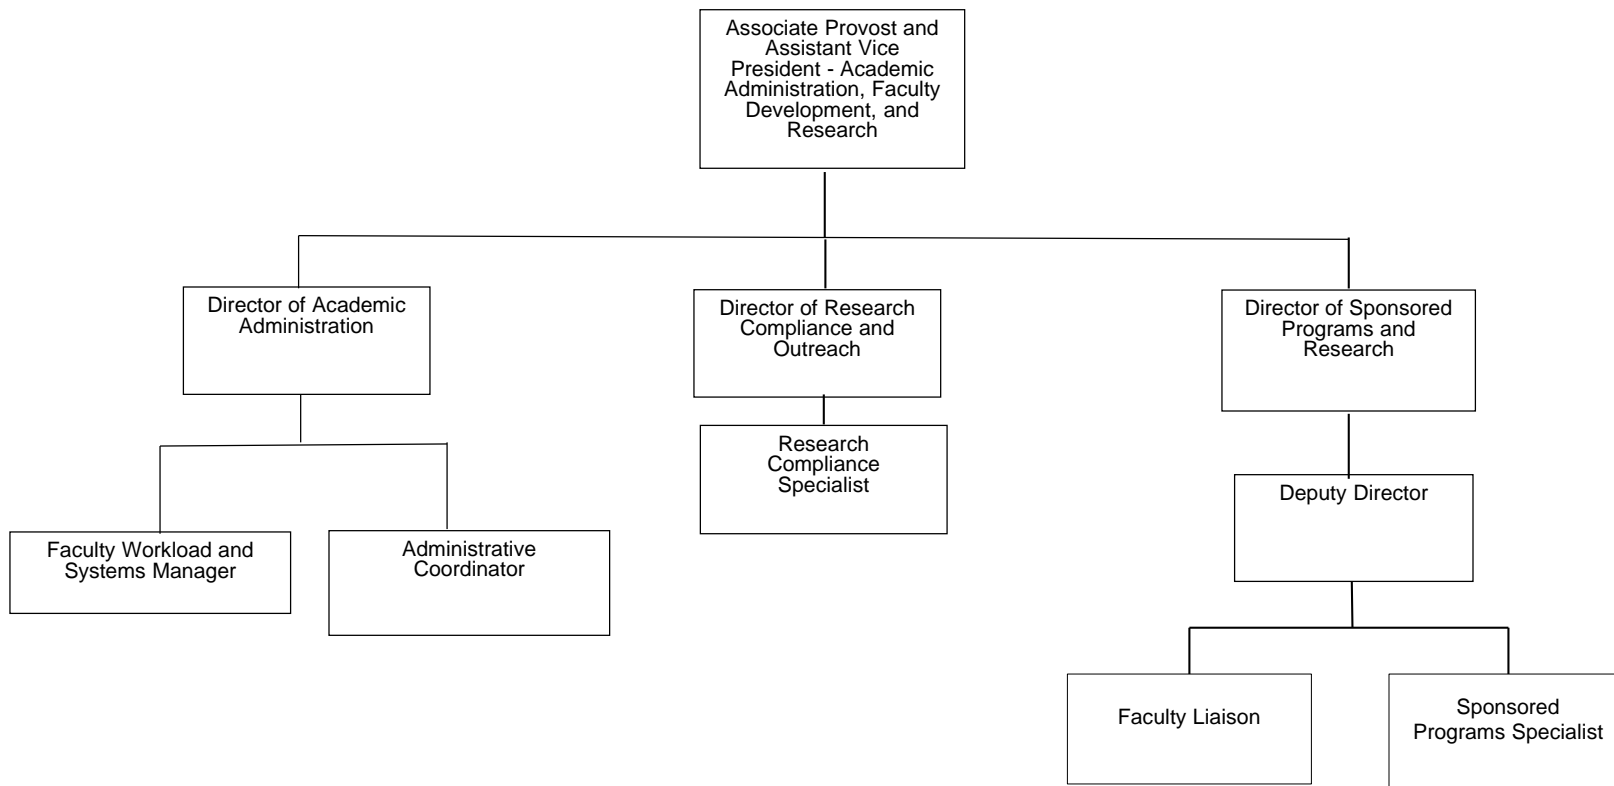 Associate Provost and
Assistant Vice
President - Academic
Administration, Faculty
Development, and
Research
Director of Academic
Administration
Director of Research
Compliance and
Outreach
Director of Sponsored
Programs and
Research
Research
Compliance
Specialist
Deputy Director
Faculty Workload and
Systems Manager
Administrative
Coordinator
Faculty Liaison
Sponsored
Programs Specialist